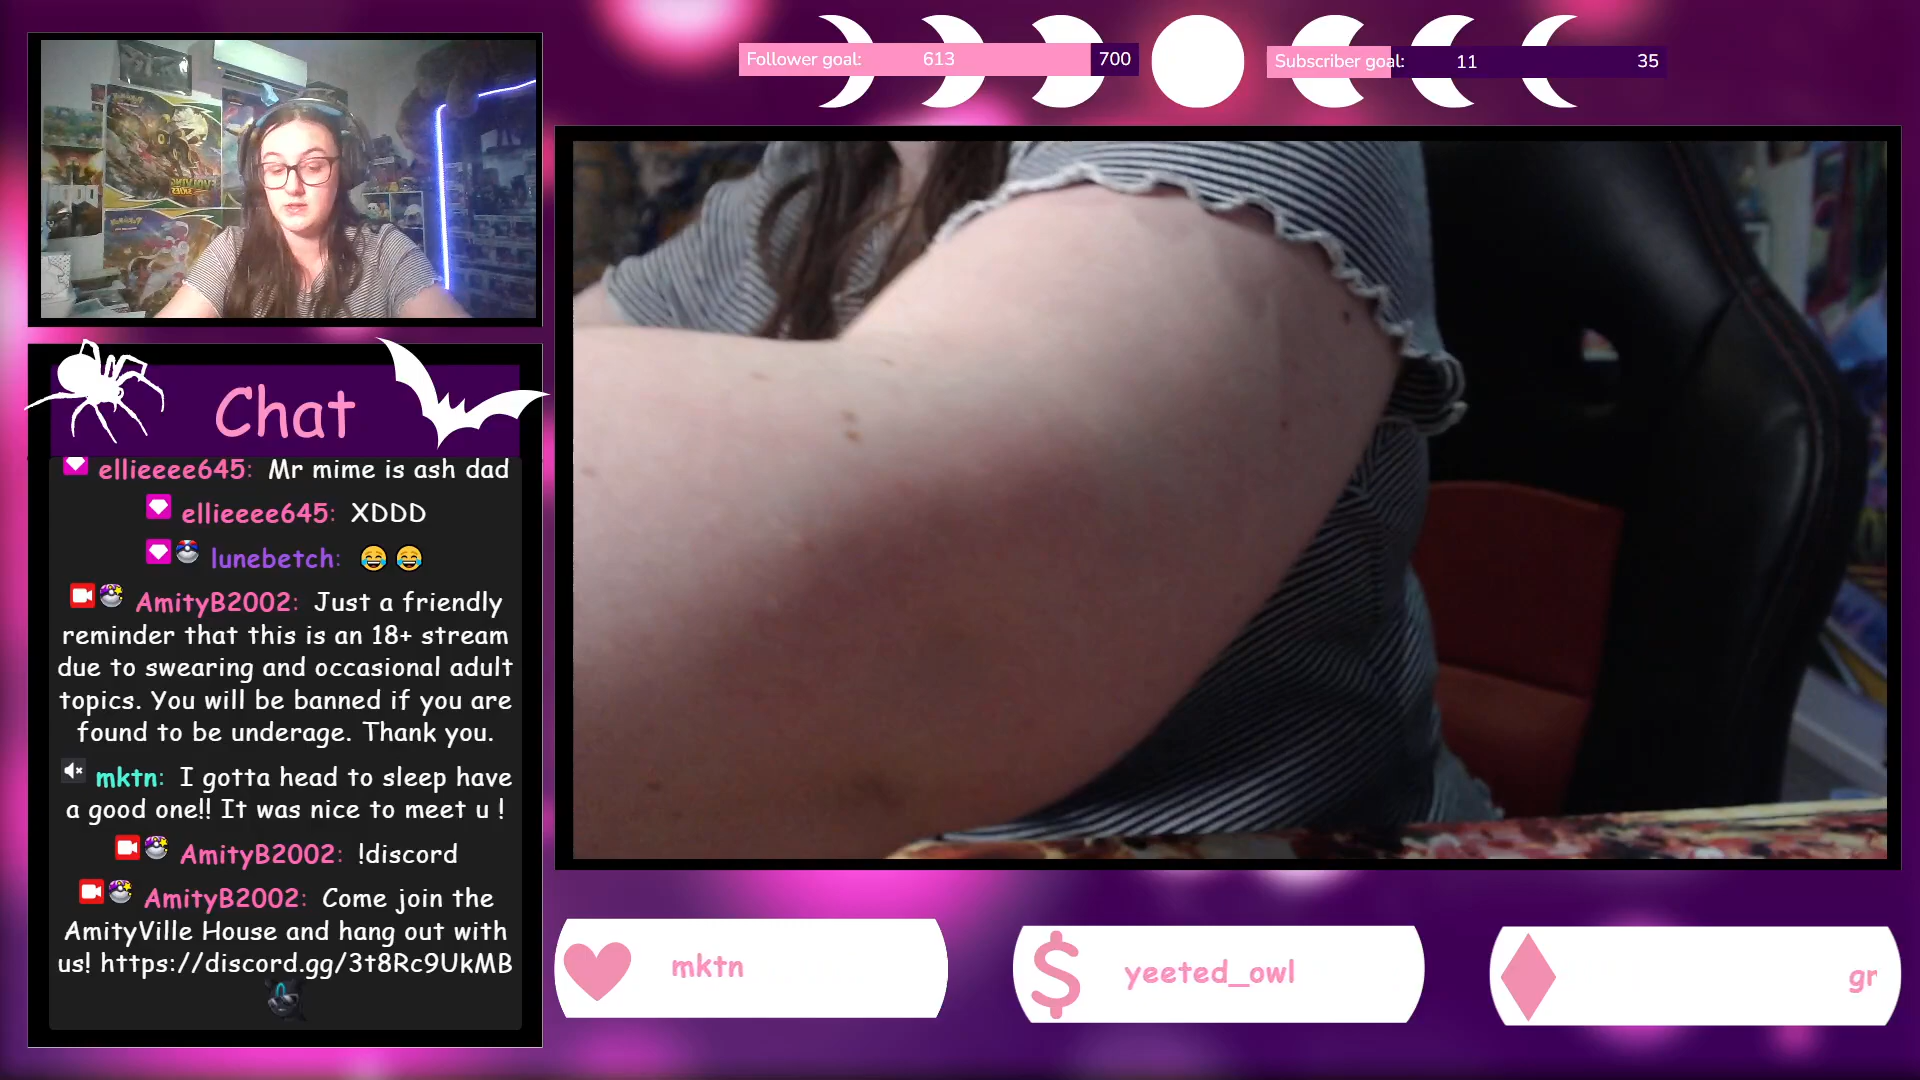 Follower goal: 613 700
Subscriber goal: 11 35
Chat
ellieeee645: Mr mime is ash dad
ellieeee645: XDDD
lunebetch: 😂 😂
AmityB2002: Just a friendly
reminder that this is an 18+ stream
due to swearing and occasional adult
topics. You will be banned if you are
found to be underage. Thank you.
mktn: I gotta head to sleep have
a good one!! It was nice to meet u !
AmityB2002: !discord
AmityB2002: Come join the
AmityVille House and hang out with
us! https://discord.gg/3t8Rc9UkMB
mktn
$ yeeted_owl
gr